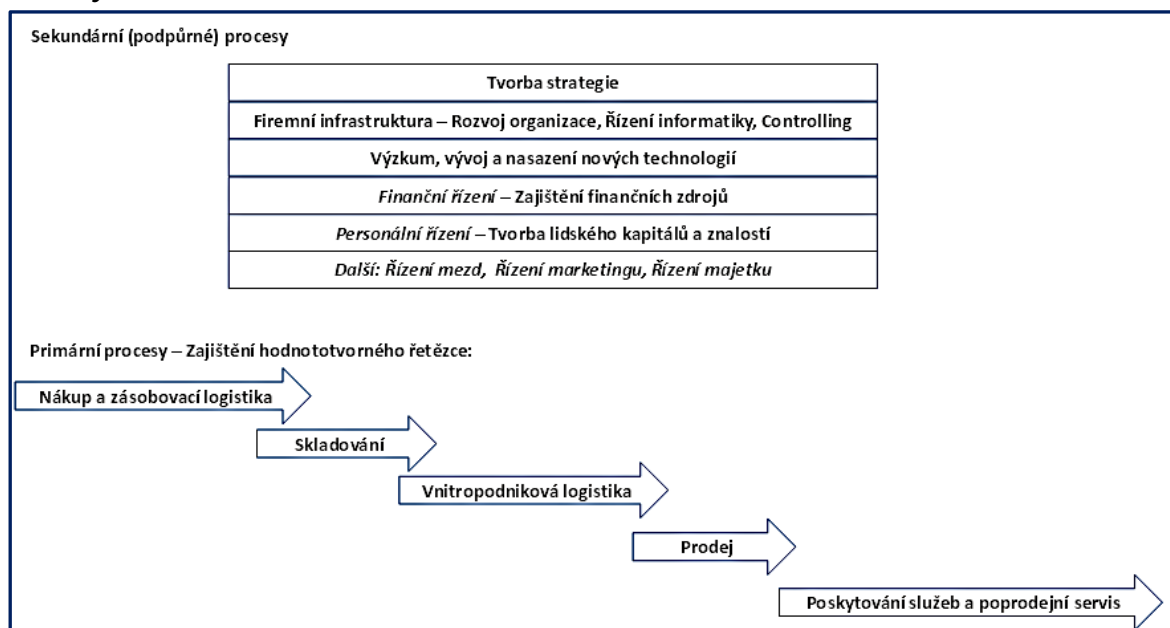 Sekundární (podpůrné) procesy
Tvorba strategie
Firemní infrastruktura – Rozvoj organizace, Řízení informatiky, Controlling
Výzkum, vývoj a nasazení nových technologií
Finanční řízení – Zajištění finančních zdrojů
Personální řízení – Tvorba lidského kapitálů a znalostí
Další: Řízení mezd, Řízení marketingu, Řízení majetku
Primární procesy – Zajištění hodnototvorného řetězce:
Nákup a zásobovací logistika
Skladování
Vnitropodniková logistika
Prodej
Poskytování služeb a poprodejní servis